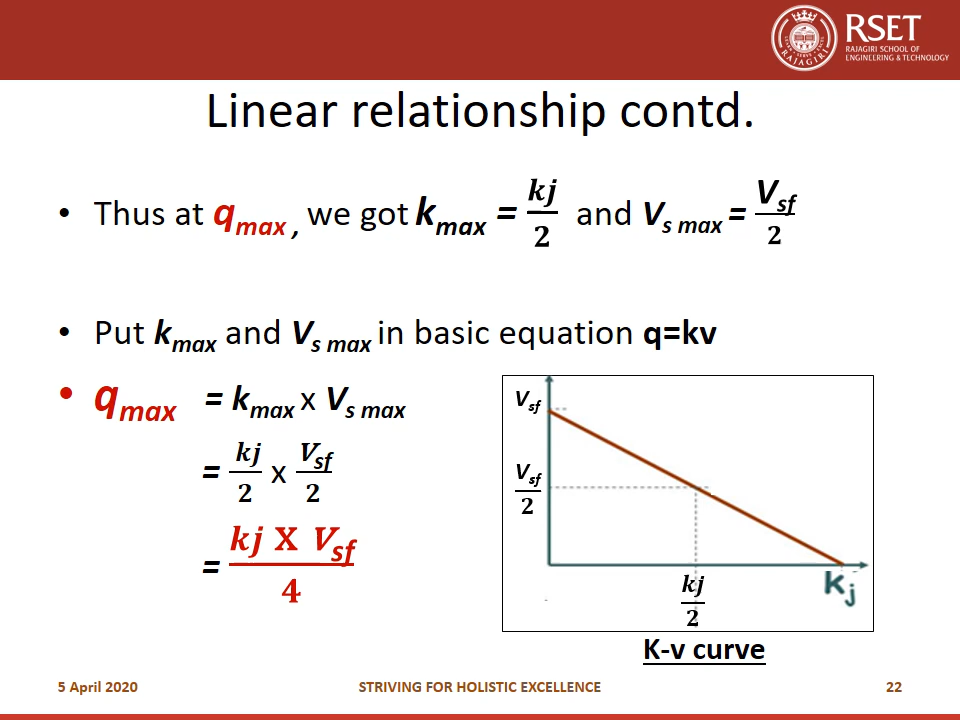 RSET
RAJAGIRI SCHOOL OF
ENGINEERING & TECHNOLOGY
RAJAGIRI
Linear relationship contd.
• Thus at qmax , we got kmax = kj/2 and Vs max = Vsf/2
• Put kmax and Vs max in basic equation q=kv
• qmax = kmax x Vs max
= kj/2 x Vsf/2
= kj X Vsf/4
Vsf
Vsf/2
kj/2
kj
K-v curve
5 April 2020
STRIVING FOR HOLISTIC EXCELLENCE
22